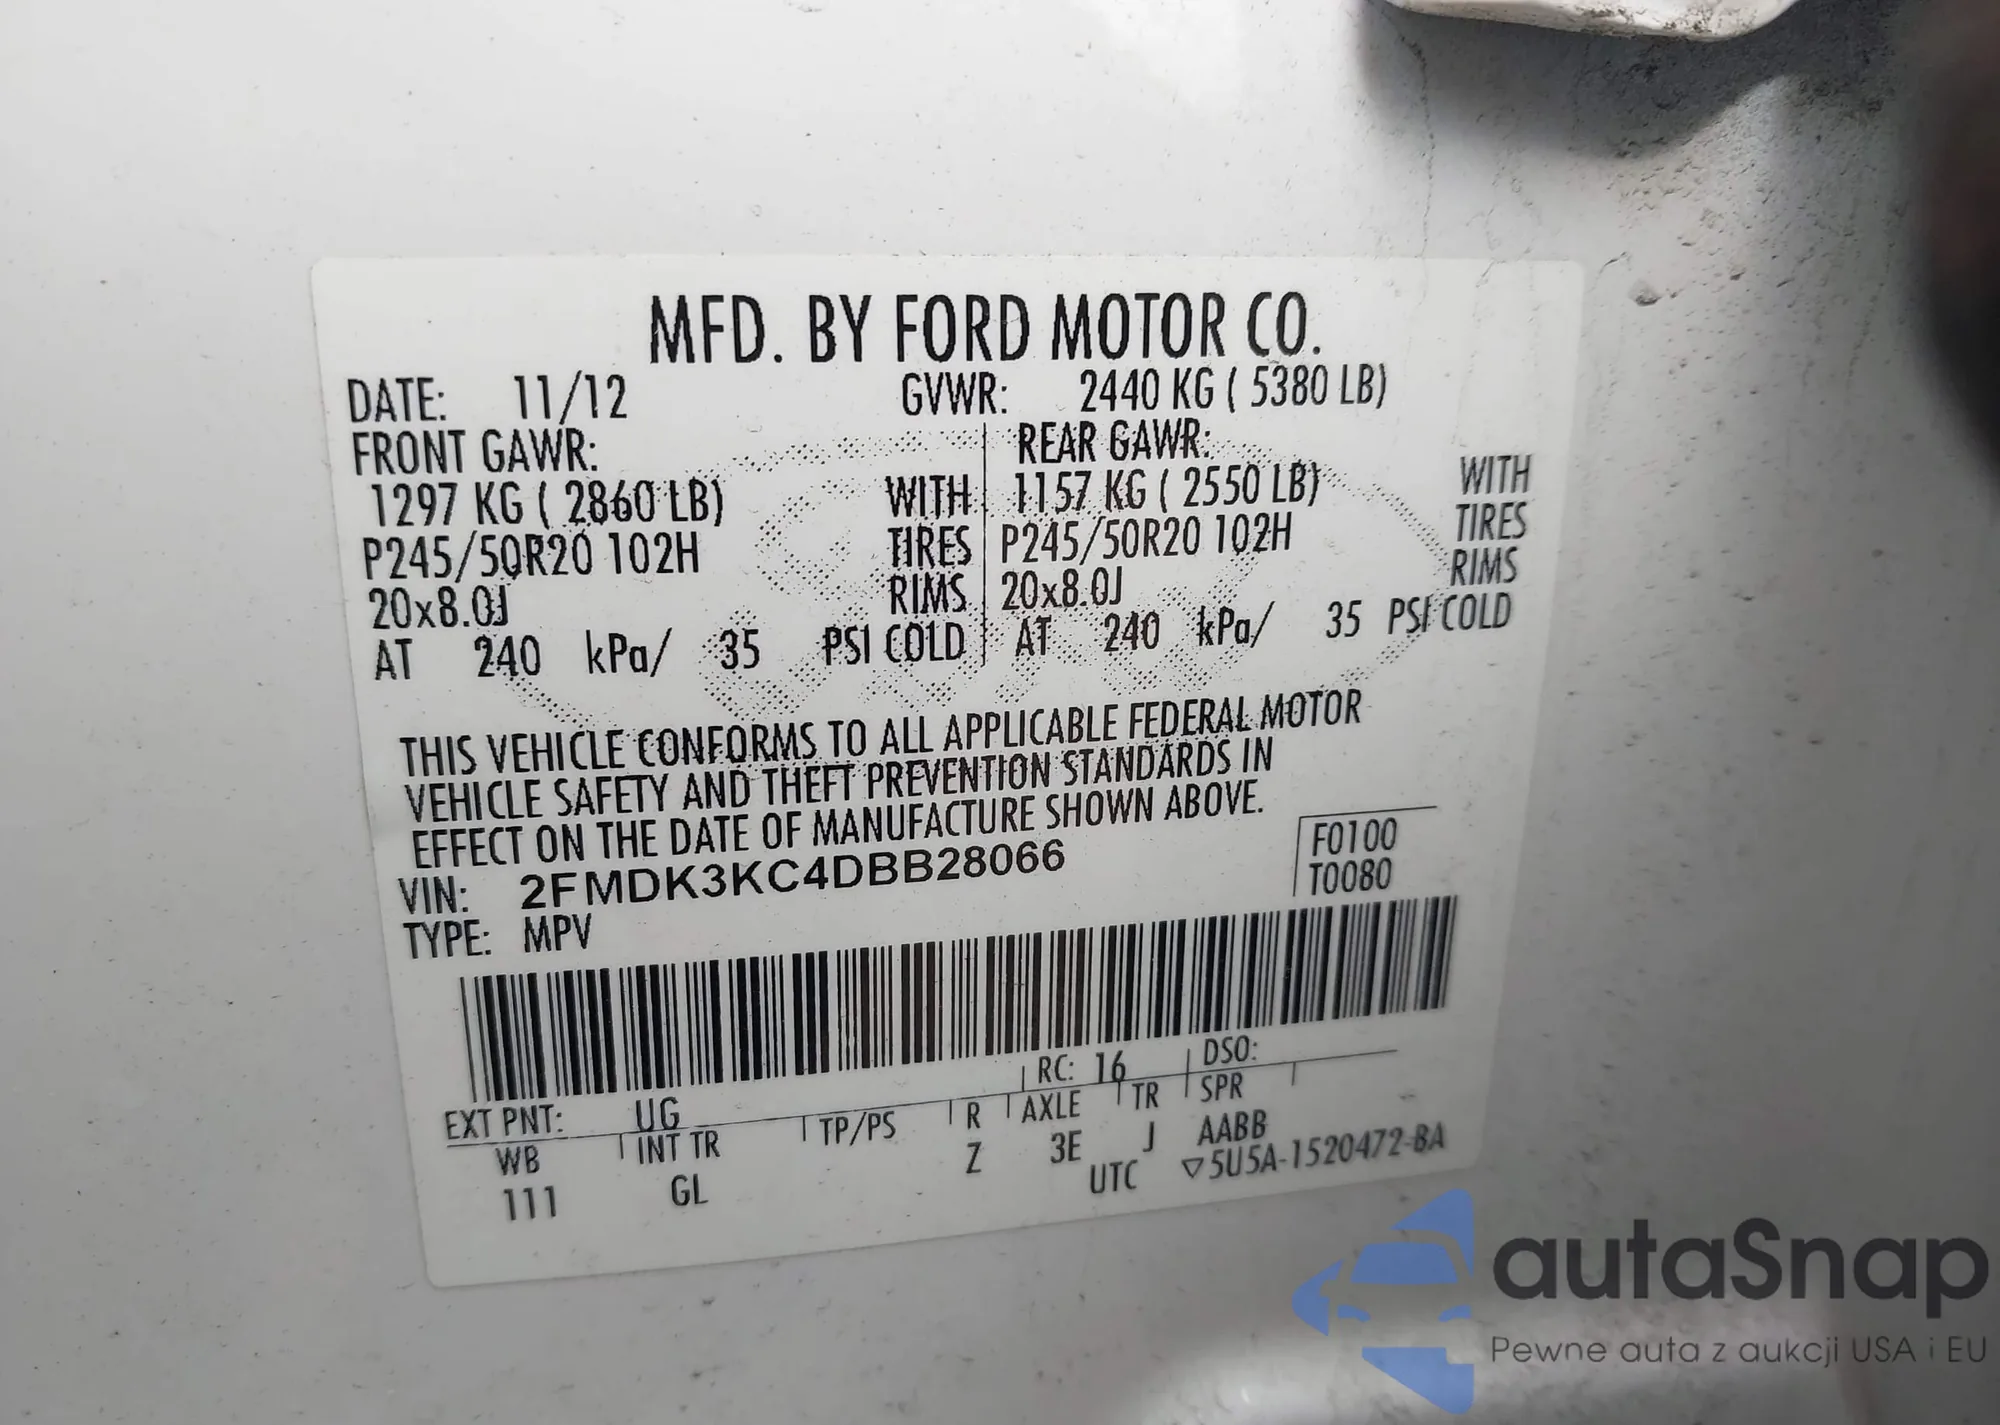 MFD. BY FORD MOTOR CO.
DATE: 11/12 GVWR: 2440 KG ( 5380 LB)
FRONT GAWR: REAR GAWR:
1297 KG ( 2860 LB) WITH 1157 KG ( 2550 LB) WITH
P245/50R20 102H TIRES P245/50R20 102H TIRES
20x8.0J RIMS 20x8.0J RIMS
AT 240 kPa/ 35 PSI COLD AT 240 kPa/ 35 PSI COLD
THIS VEHICLE CONFORMS TO ALL APPLICABLE FEDERAL MOTOR
VEHICLE SAFETY AND THEFT PREVENTION STANDARDS IN
EFFECT ON THE DATE OF MANUFACTURE SHOWN ABOVE.
VIN: 2FMDK3KC4DBB28066 F0100
TYPE: MPV T0080
RC: 16 DSO:
EXT PNT: UG
WB INT TR TP/PS R AXLE TR SPR
111 GL Z 3E J AABB
UTC ▽5U5A-1520472-BA
autaSnap
Pewne auta z aukcji USA i EU